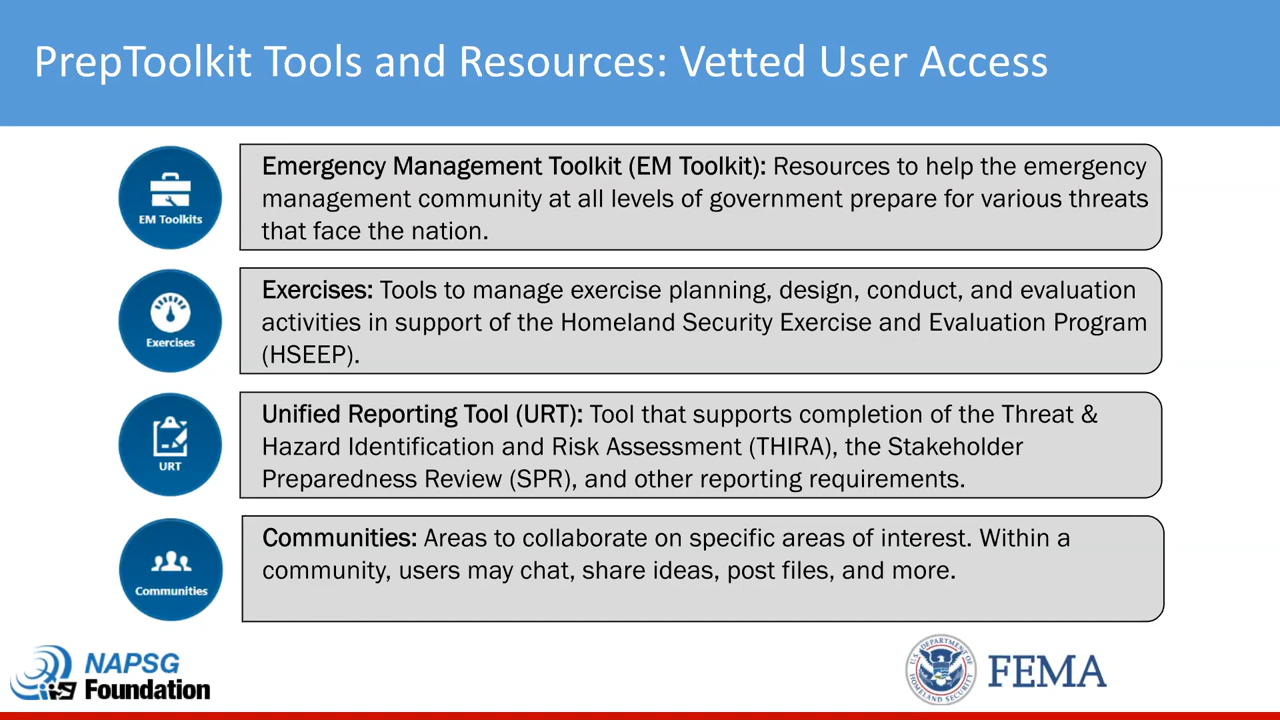 PrepToolkit Tools and Resources: Vetted User Access
EM Toolkits
Emergency Management Toolkit (EM Toolkit): Resources to help the emergency
management community at all levels of government prepare for various threats
that face the nation.
Exercises
Exercises: Tools to manage exercise planning, design, conduct, and evaluation
activities in support of the Homeland Security Exercise and Evaluation Program
(HSEEP).
URT
Unified Reporting Tool (URT): Tool that supports completion of the Threat &
Hazard Identification and Risk Assessment (THIRA), the Stakeholder
Preparedness Review (SPR), and other reporting requirements.
Communities
Communities: Areas to collaborate on specific areas of interest. Within a
community, users may chat, share ideas, post files, and more.
NAPSG
Foundation
U.S. DEPARTMENT OF
HOMELAND SECURITY
FEMA